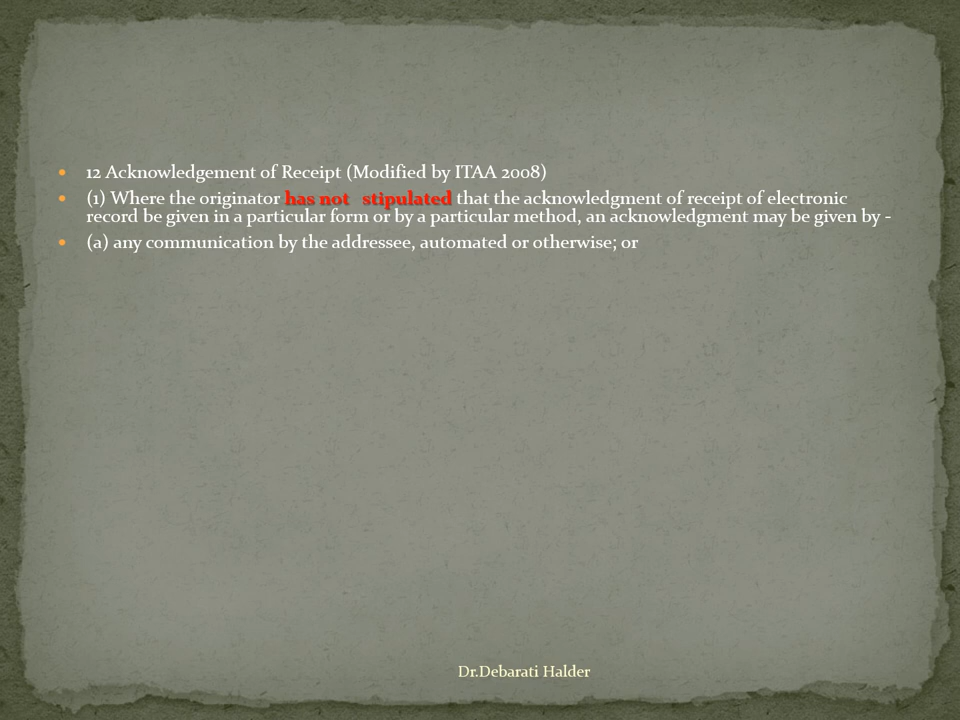 12 Acknowledgement of Receipt (Modified by ITAA 2008)
(1) Where the originator has not stipulated that the acknowledgment of receipt of electronic
record be given in a particular form or by a particular method, an acknowledgment may be given by -
(a) any communication by the addressee, automated or otherwise; or
Dr.Debarati Halder